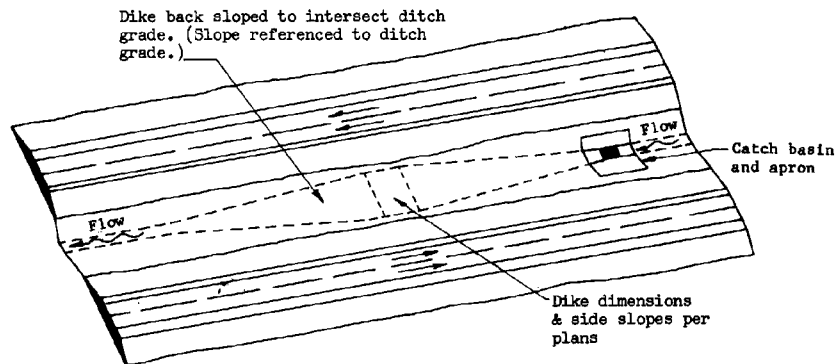 Dike back sloped to intersect ditch
grade. (Slope referenced to ditch
grade.)
Flow
Catch basin
and apron
Flow
Dike dimensions
& side slopes per
plans